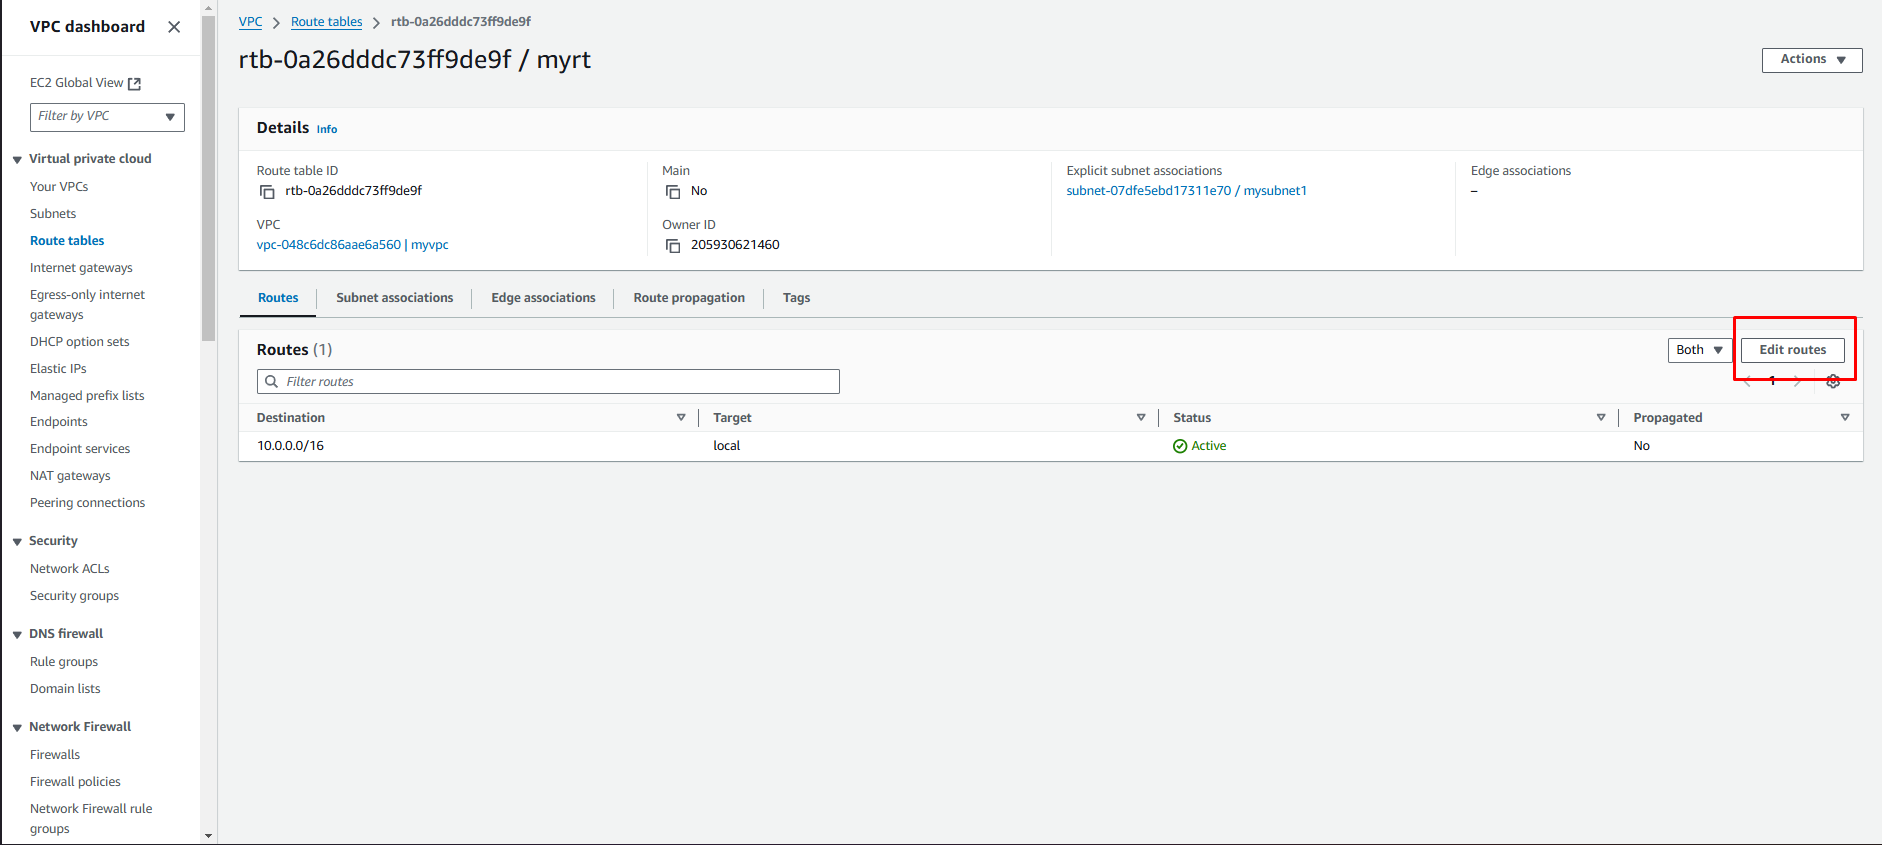 VPC dashboard
EC2 Global View
Filter by VPC
Virtual private cloud
Your VPCs
Subnets
Route tables
Internet gateways
Egress-only internet
gateways
DHCP option sets
Elastic IPs
Managed prefix lists
Endpoints
Endpoint services
NAT gateways
Peering connections
Security
Network ACLs
Security groups
DNS firewall
Rule groups
Domain lists
Network Firewall
Firewalls
Firewall policies
Network Firewall rule
groups
VPC Route tables rtb-0a26dddc73ff9de9f
rtb-0a26dddc73ff9de9f / myrt
Actions
Details Info
Route table ID
rtb-0a26dddc73ff9de9f
VPC
vpc-048c6dc86aae6a560 | myvpc
Main
No
Owner ID
205930621460
Explicit subnet associations
subnet-07dfe5ebd17311e70 / mysubnet1
Edge associations
–
Routes Subnet associations Edge associations Route propagation Tags
Routes (1)
Both Edit routes
Filter routes
1
Destination Target Status Propagated
10.0.0.0/16 local Active No